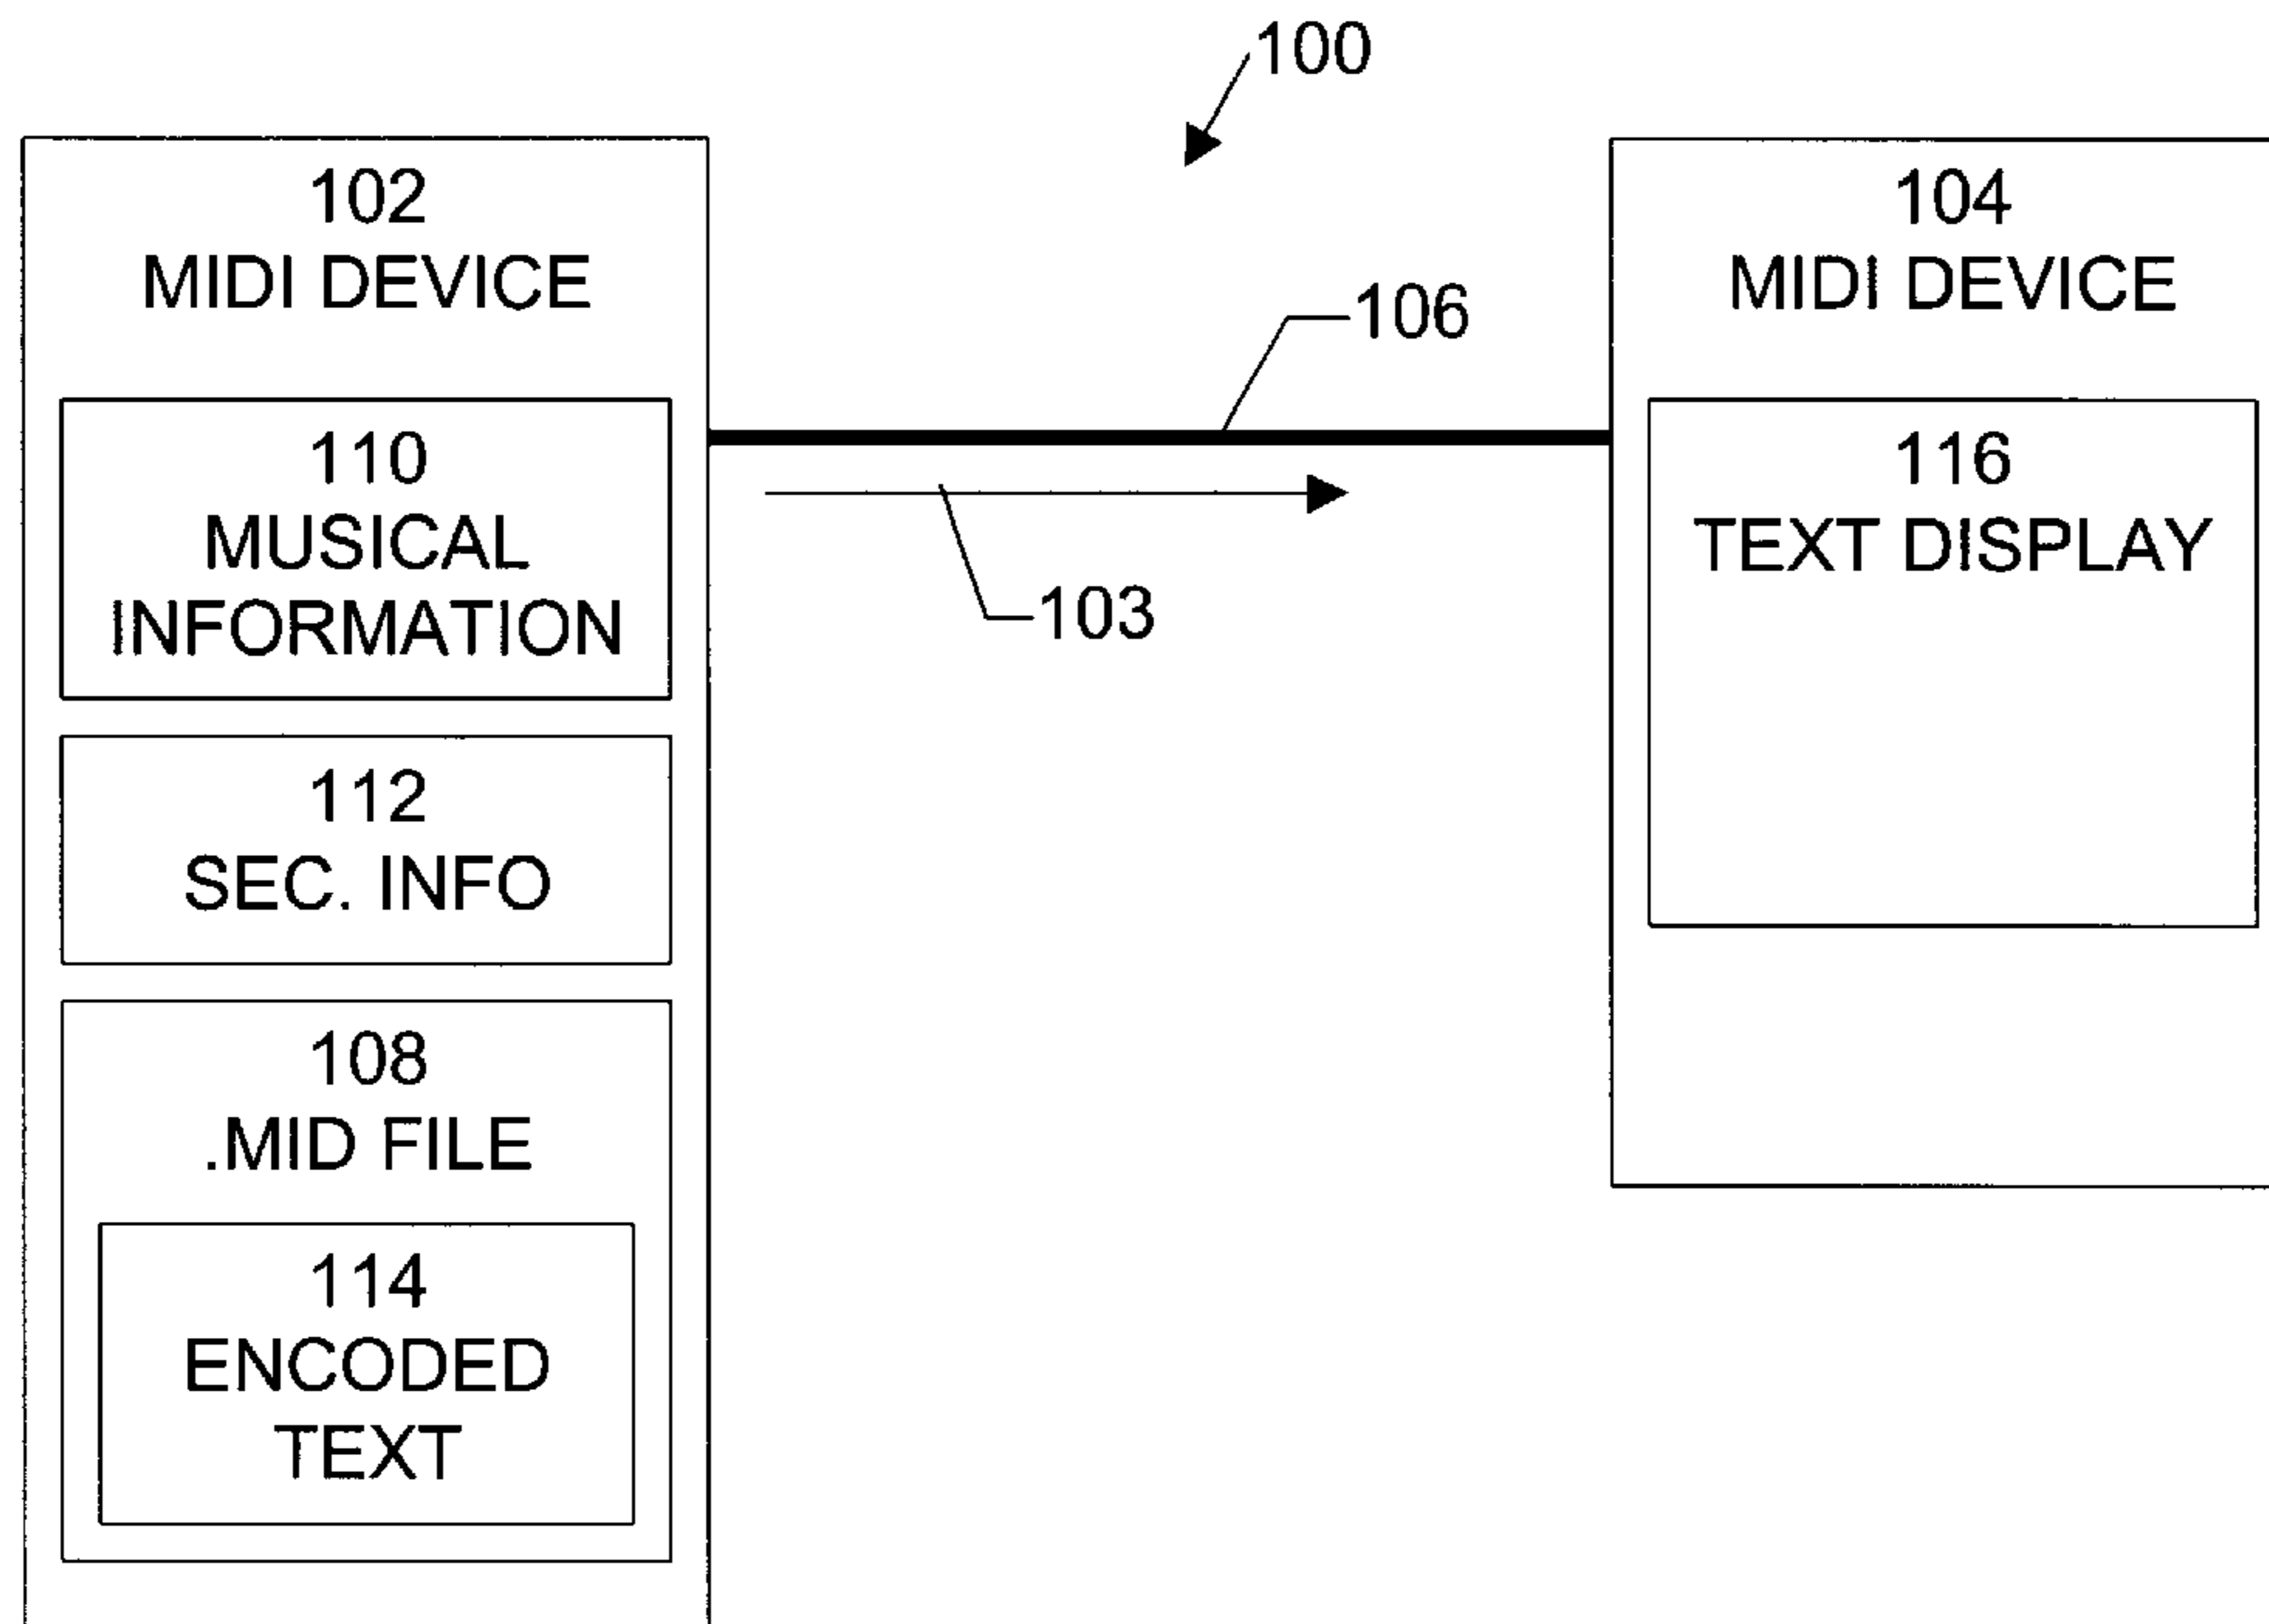 100
102
MIDI DEVICE
110
MUSICAL
INFORMATION
112
SEC. INFO
108
.MID FILE
114
ENCODED
TEXT
106
103
104
MIDI DEVICE
116
TEXT DISPLAY